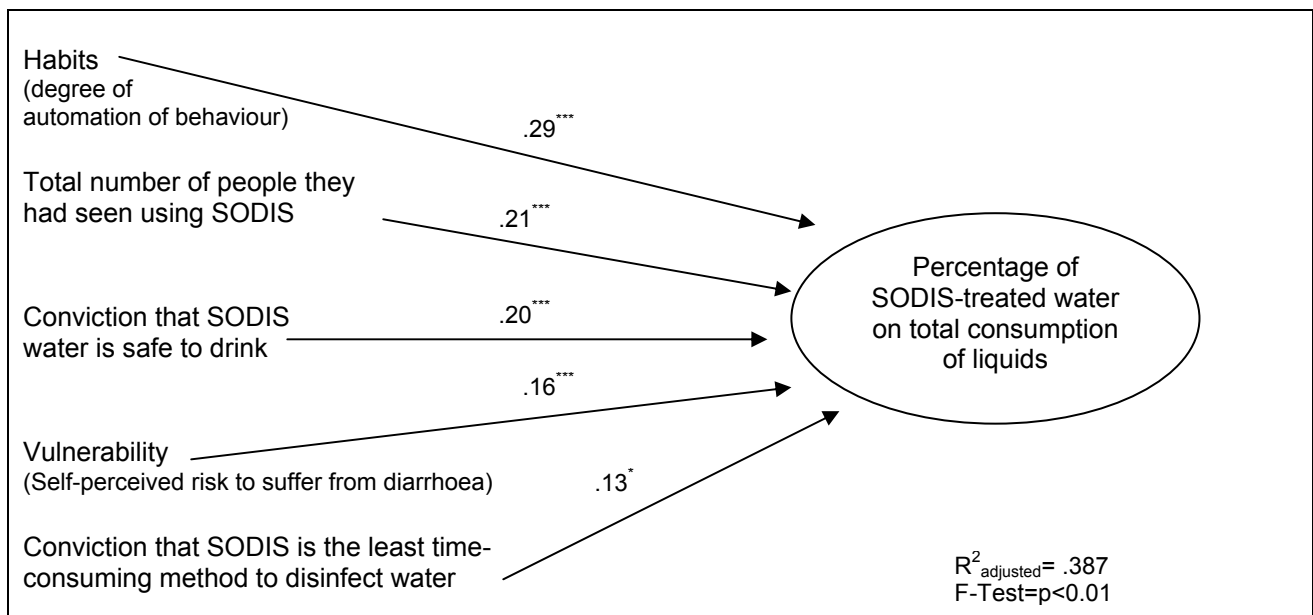 Habits
(degree of
automation of behaviour)
.29***
Total number of people they
had seen using SODIS
.21***
Conviction that SODIS
water is safe to drink
.20***
.16***
Vulnerability
(Self-perceived risk to suffer from diarrhoea)
.13*
Conviction that SODIS is the least time-
consuming method to disinfect water
Percentage of
SODIS-treated water
on total consumption
of liquids
R²adjusted= .387
F-Test=p<0.01